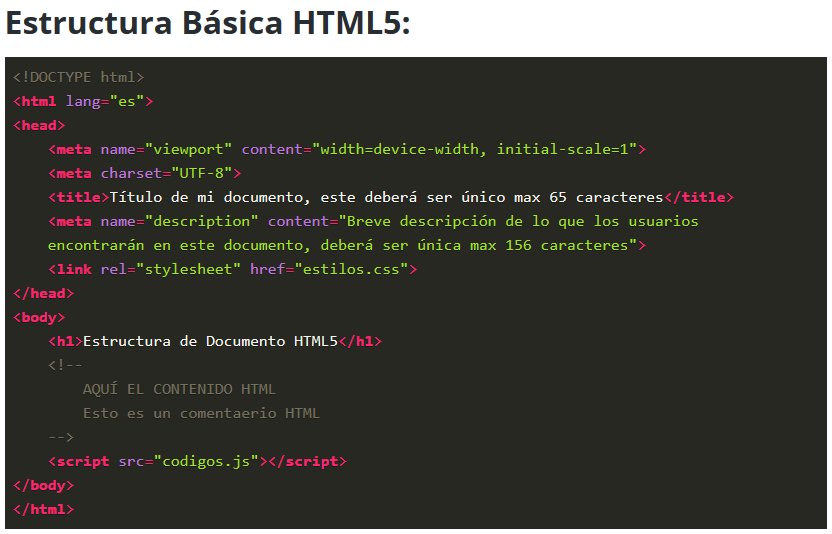 Estructura Básica HTML5:
<!DOCTYPE html>
<html lang="es">
<head>
    <meta name="viewport" content="width=device-width, initial-scale=1">
    <meta charset="UTF-8">
    <title>Título de mi documento, este deberá ser único max 65 caracteres</title>
    <meta name="description" content="Breve descripción de lo que los usuarios
    encontrarán en este documento, deberá ser única max 156 caracteres">
    <link rel="stylesheet" href="estilos.css">
</head>
<body>
    <h1>Estructura de Documento HTML5</h1>
    <!--
        AQUÍ EL CONTENIDO HTML
        Esto es un comentaerio HTML
    -->
    <script src="codigos.js"></script>
</body>
</html>